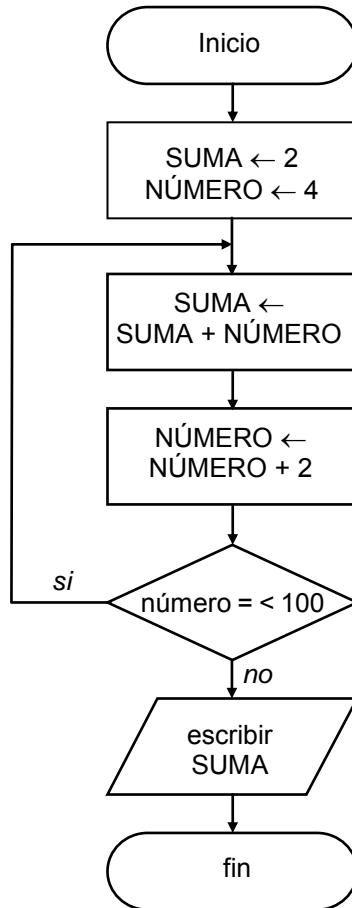 Inicio
SUMA ← 2
NÚMERO ← 4
SUMA ←
SUMA + NÚMERO
NÚMERO ←
NÚMERO + 2
si
número = < 100
no
escribir
SUMA
fin